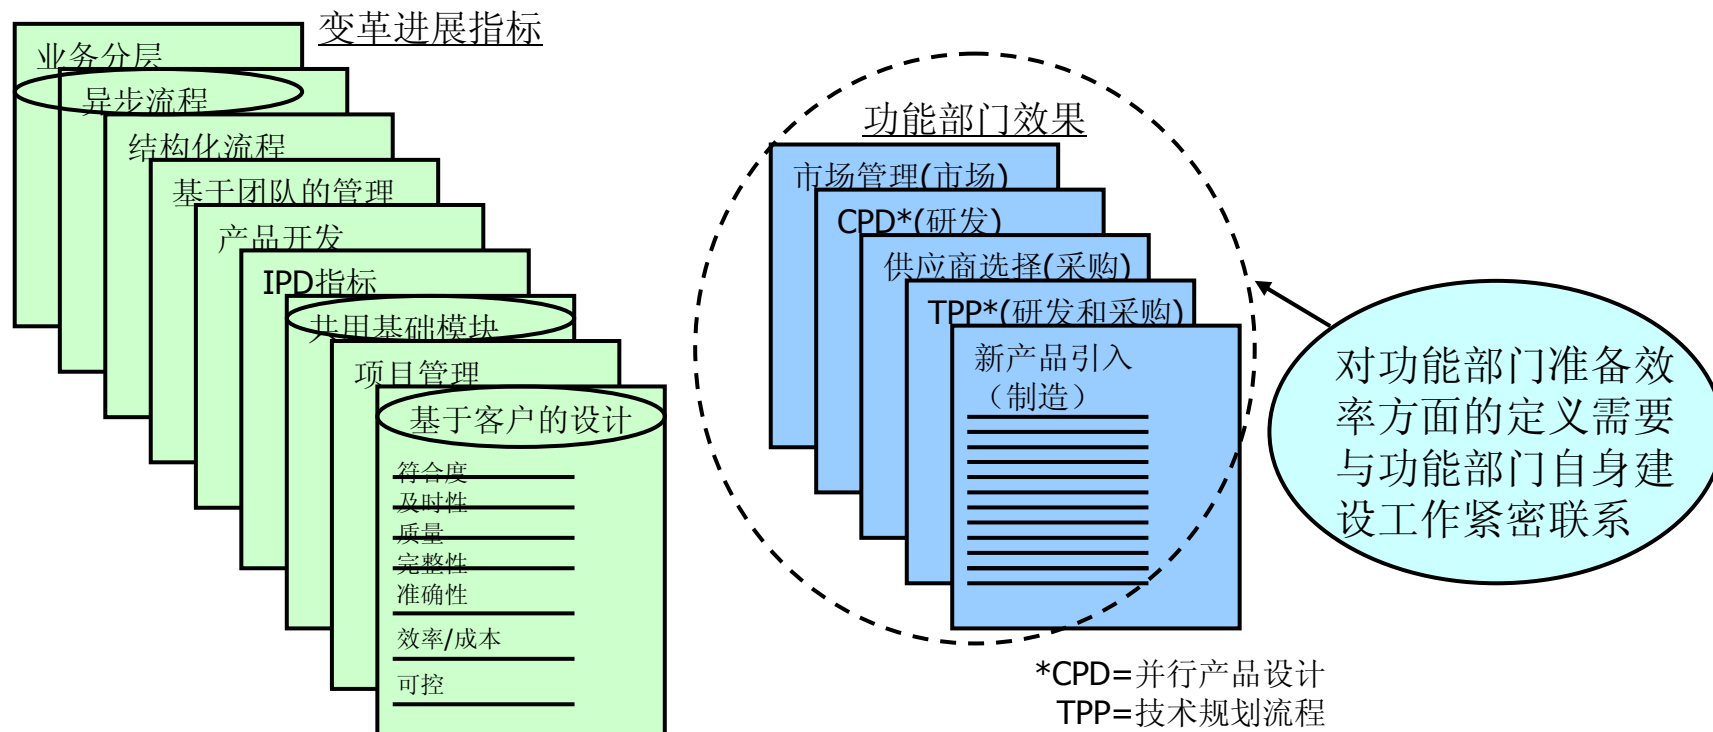 变革进展指标
业务分层
异步流程
结构化流程
基于团队的管理
产品开发
IPD指标
共用基础模块
项目管理
基于客户的设计
符合度
及时性
质量
完整性
准确性
效率/成本
可控
功能部门效果
市场管理(市场)
CPD*(研发)
供应商选择(采购)
TPP*(研发和采购)
新产品引入
（制造）
对功能部门准备效
率方面的定义需要
与功能部门自身建
设工作紧密联系
*CPD=并行产品设计
TPP=技术规划流程